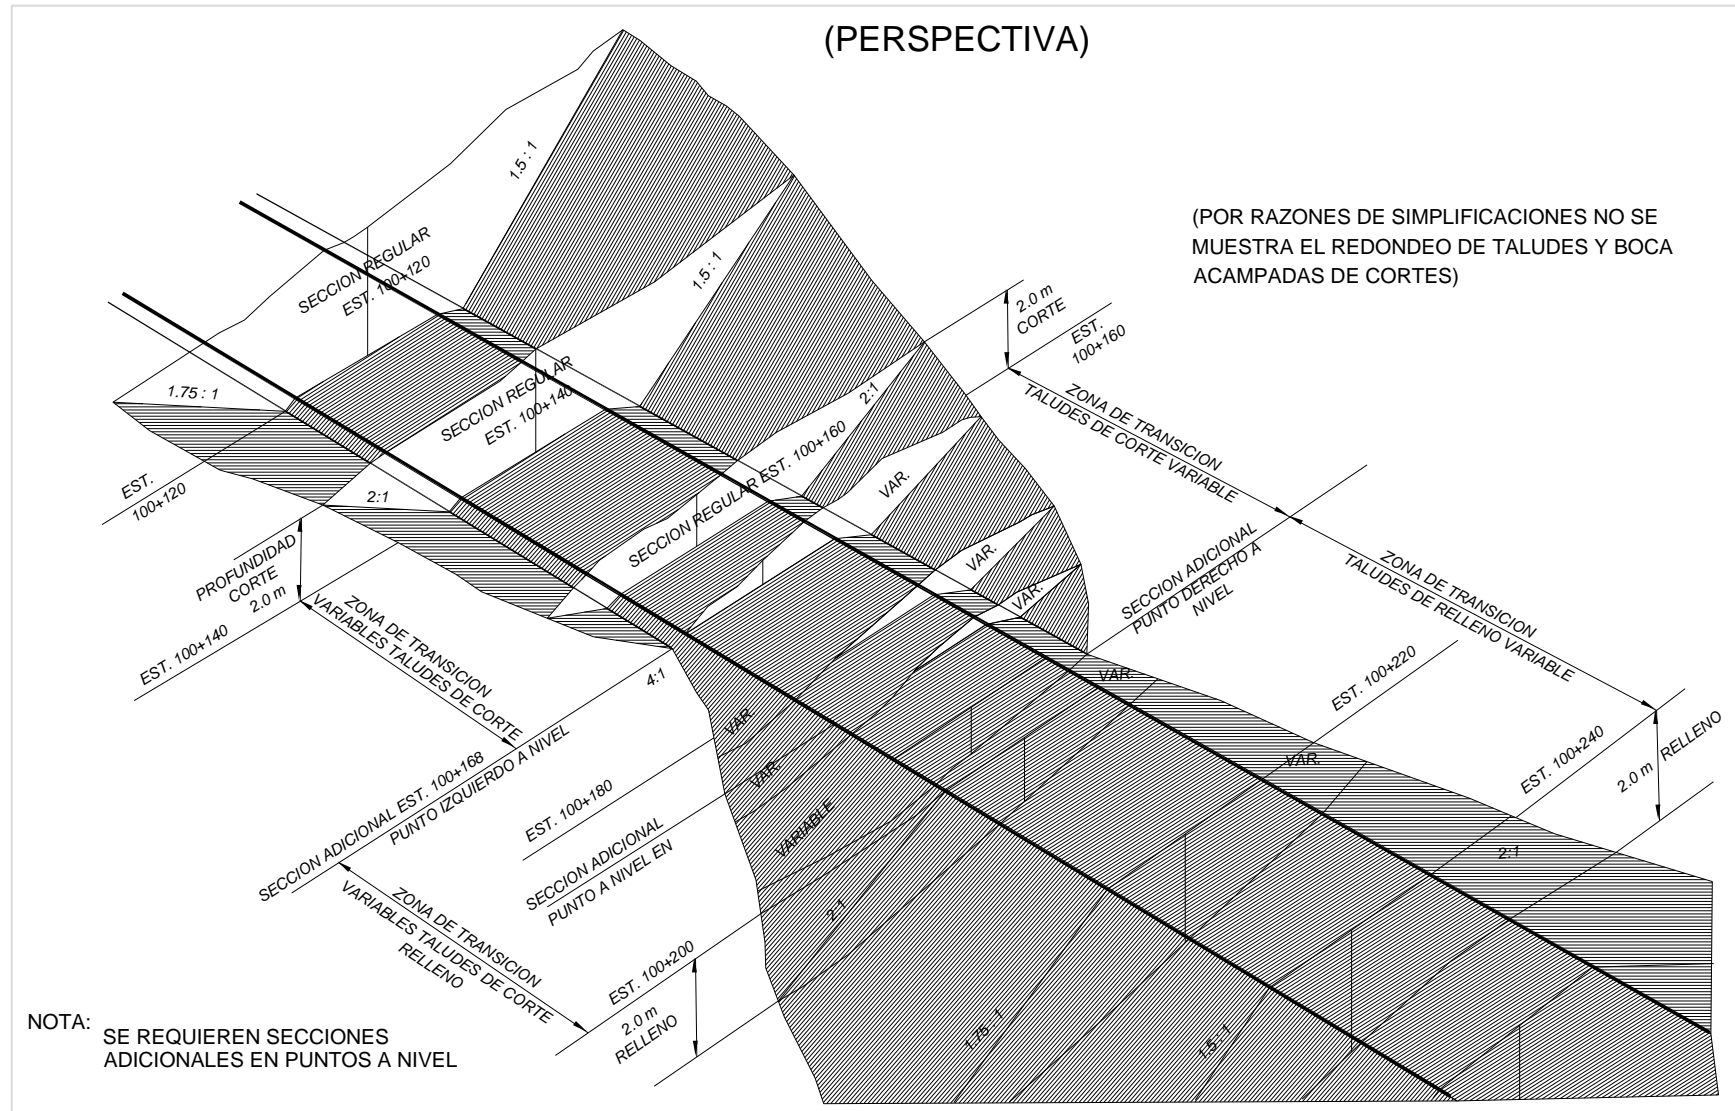 (PERSPECTIVA)
(POR RAZONES DE SIMPLIFICACIONES NO SE
MUESTRA EL REDONDEO DE TALUDES Y BOCA
ACAMPADAS DE CORTES)
1.5 : 1
SECCION REGULAR
EST. 100+120
1.5 : 1
2.0 m
CORTE
EST.
100+160
1.75 : 1
SECCION REGULAR
EST. 100+140
2:1
ZONA DE TRANSICION
TALUDES DE CORTE VARIABLE
EST.
100+120
2:1
SECCION REGULAR EST. 100+160
VAR.
PROFUNDIDAD
CORTE
2.0 m
VAR.
SECCION ADICIONAL
PUNTO DERECHO A
NIVEL
ZONA DE TRANSICION
TALUDES DE RELLENO VARIABLE
VAR.
EST. 100+140
ZONA DE TRANSICION
VARIABLES TALUDES DE CORTE
4:1
VAR.
EST. 100+220
VAR.
SECCION ADICIONAL EST. 100+168
PUNTO IZQUIERDO A NIVEL
EST. 100+180
VAR.
VAR.
EST. 100+240
2.0 m
RELLENO
VARIABLE
SECCION ADICIONAL
PUNTO A NIVEL EN
2:1
ZONA DE TRANSICION
VARIABLES TALUDES DE CORTE
RELLENO
2:1
EST. 100+200
2.0 m
RELLENO
1.75 : 1
1.5 : 1
NOTA:
SE REQUIEREN SECCIONES
ADICIONALES EN PUNTOS A NIVEL